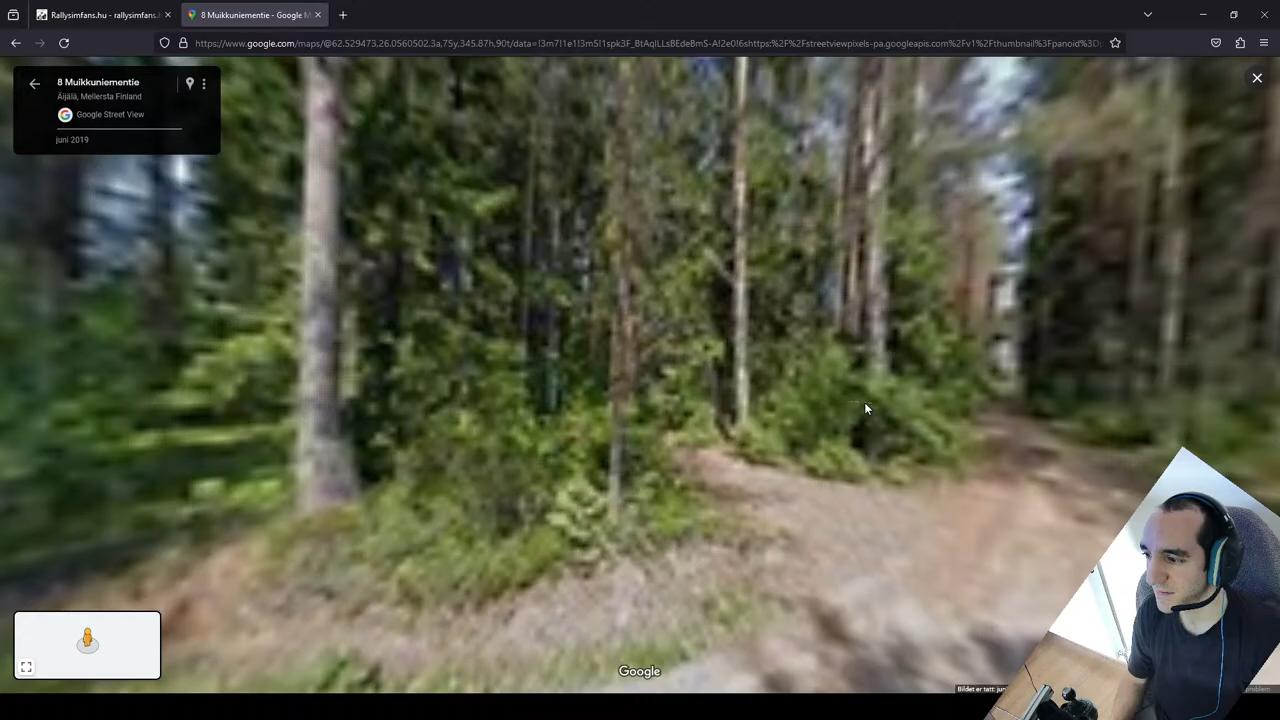 Rallysimfans.hu - rallysimfans.h
8 Muikkuniementie - Google M
https://www.google.com/maps/@62.529473,26.0560502,3a,75y,345.87h,90t/data=!3m7!1e1!3m5!1spk3F_BtAqlLLsBEdeBmS-A!2e0!6shttps:%2F%2Fstreetviewpixels-pa.googleapis.com%2Fv1%2Fthumbnail%3Fpanoid%3D
8 Muikkuniementie
Äijälä, Mellersta Finland
Google Street View
juni 2019
Google
Bildet er tatt: jun
problem